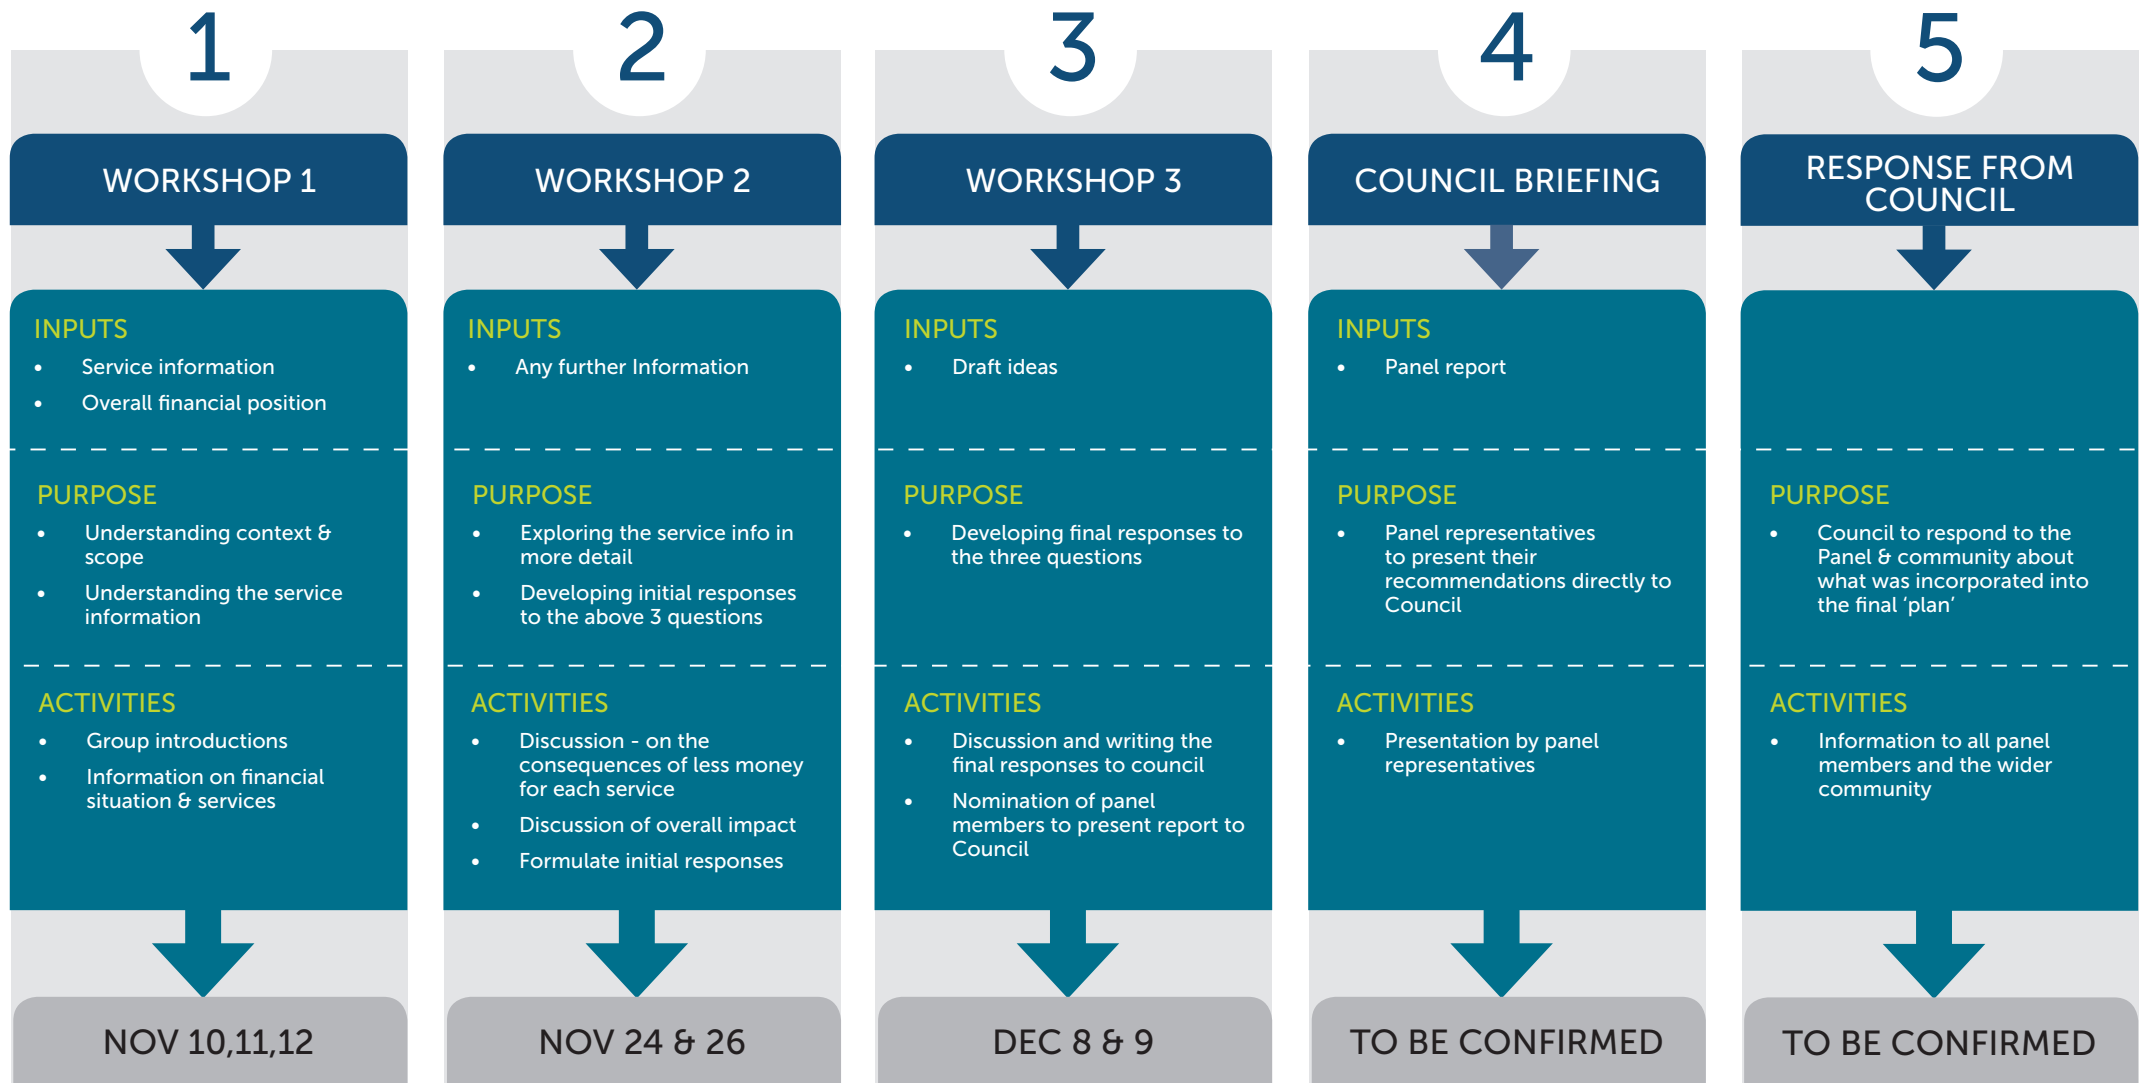 1
WORKSHOP 1
INPUTS
• Service information
• Overall financial position
PURPOSE
• Understanding context &
scope
• Understanding the service
information
ACTIVITIES
• Group introductions
• Information on financial
situation & services
NOV 10,11,12
2
WORKSHOP 2
INPUTS
• Any further Information
PURPOSE
• Exploring the service info in
more detail
• Developing initial responses
to the above 3 questions
ACTIVITIES
• Discussion - on the
consequences of less money
for each service
• Discussion of overall impact
• Formulate initial responses
NOV 24 & 26
3
WORKSHOP 3
INPUTS
• Draft ideas
PURPOSE
• Developing final responses to
the three questions
ACTIVITIES
• Discussion and writing the
final responses to council
• Nomination of panel
members to present report to
Council
DEC 8 & 9
4
COUNCIL BRIEFING
INPUTS
• Panel report
PURPOSE
• Panel representatives
to present their
recommendations directly to
Council
ACTIVITIES
• Presentation by panel
representatives
TO BE CONFIRMED
5
RESPONSE FROM
COUNCIL
PURPOSE
• Council to respond to the
Panel & community about
what was incorporated into
the final ‘plan’
ACTIVITIES
• Information to all panel
members and the wider
community
TO BE CONFIRMED